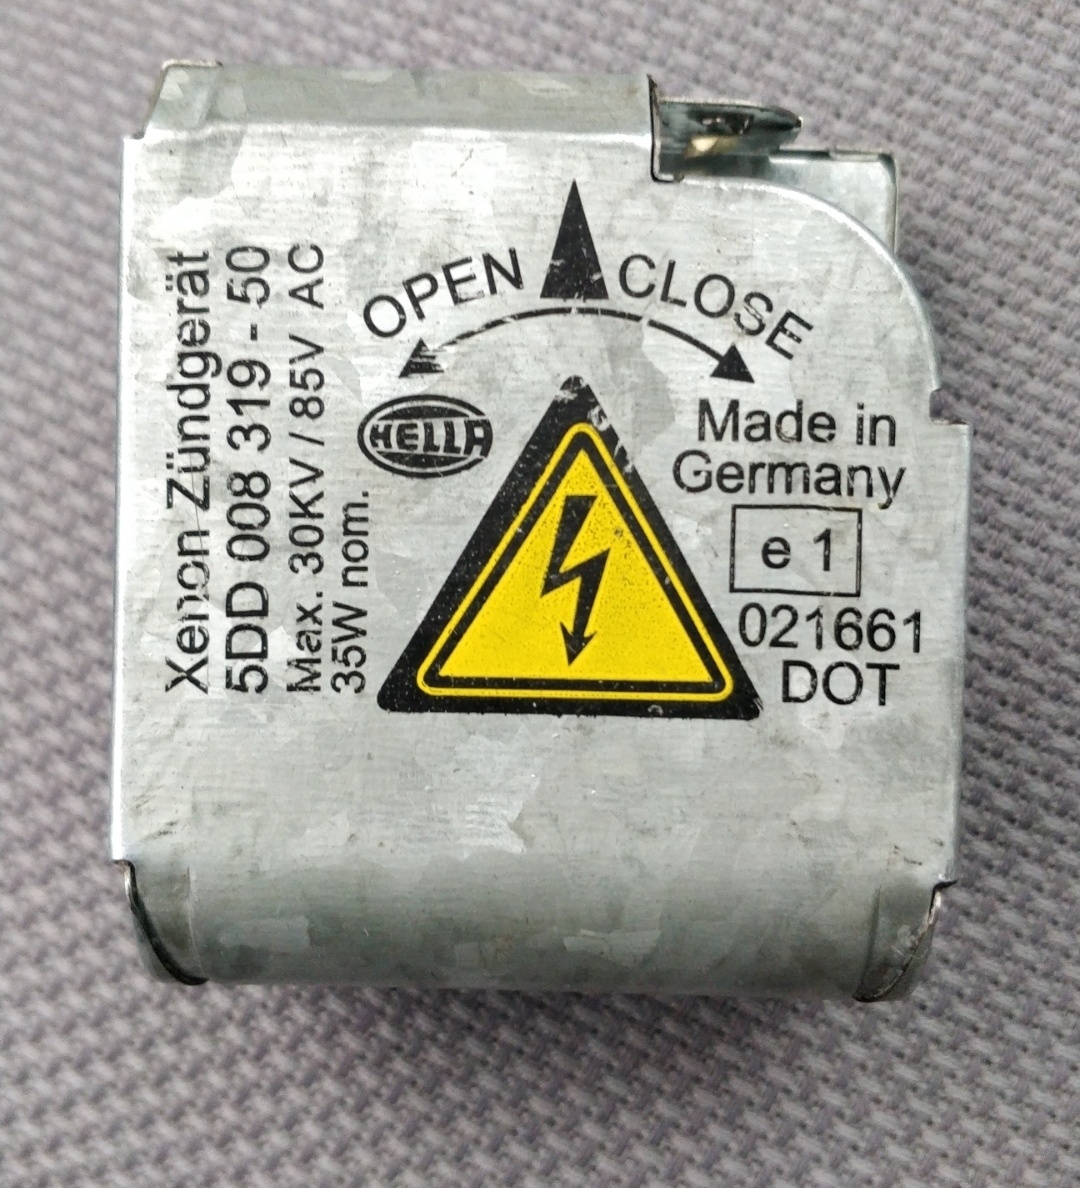 Xenon Zündgerät
5DD 008 319 - 50
Max. 30KV / 85V AC
35W nom.
OPEN CLOSE
HELLA
Made in
Germany
e 1
021661
DOT